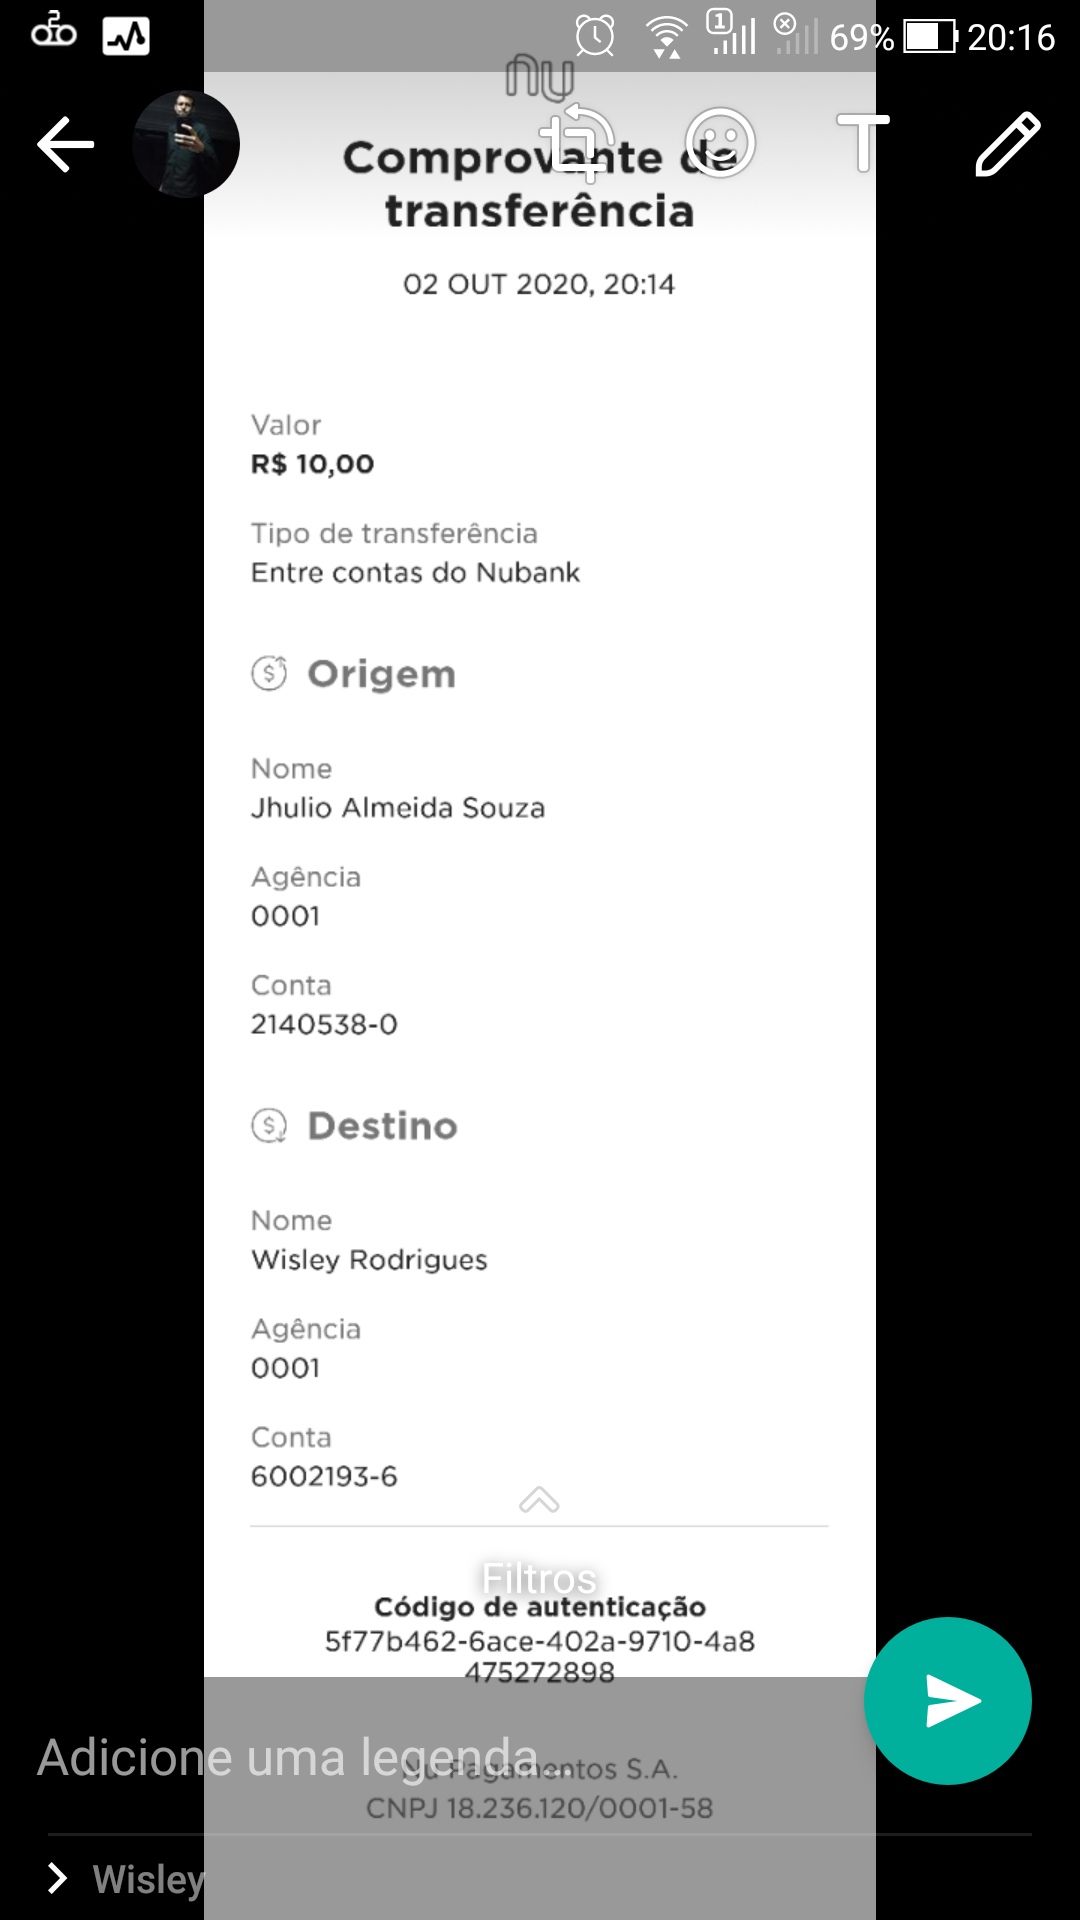 2
1
69%
20:16
nu
Comprovante de
transferência
T
02 OUT 2020, 20:14
Valor
R$ 10,00
Tipo de transferência
Entre contas do Nubank
Origem
Nome
Jhulio Almeida Souza
Agência
0001
Conta
2140538-0
Destino
Nome
Wisley Rodrigues
Agência
0001
Conta
6002193-6
Filtros
Código de autenticação
5f77b462-6ace-402a-9710-4a8
475272898
Adicione uma legenda...
Nu Pagamentos S.A.
CNPJ 18.236.120/0001-58
Wisley